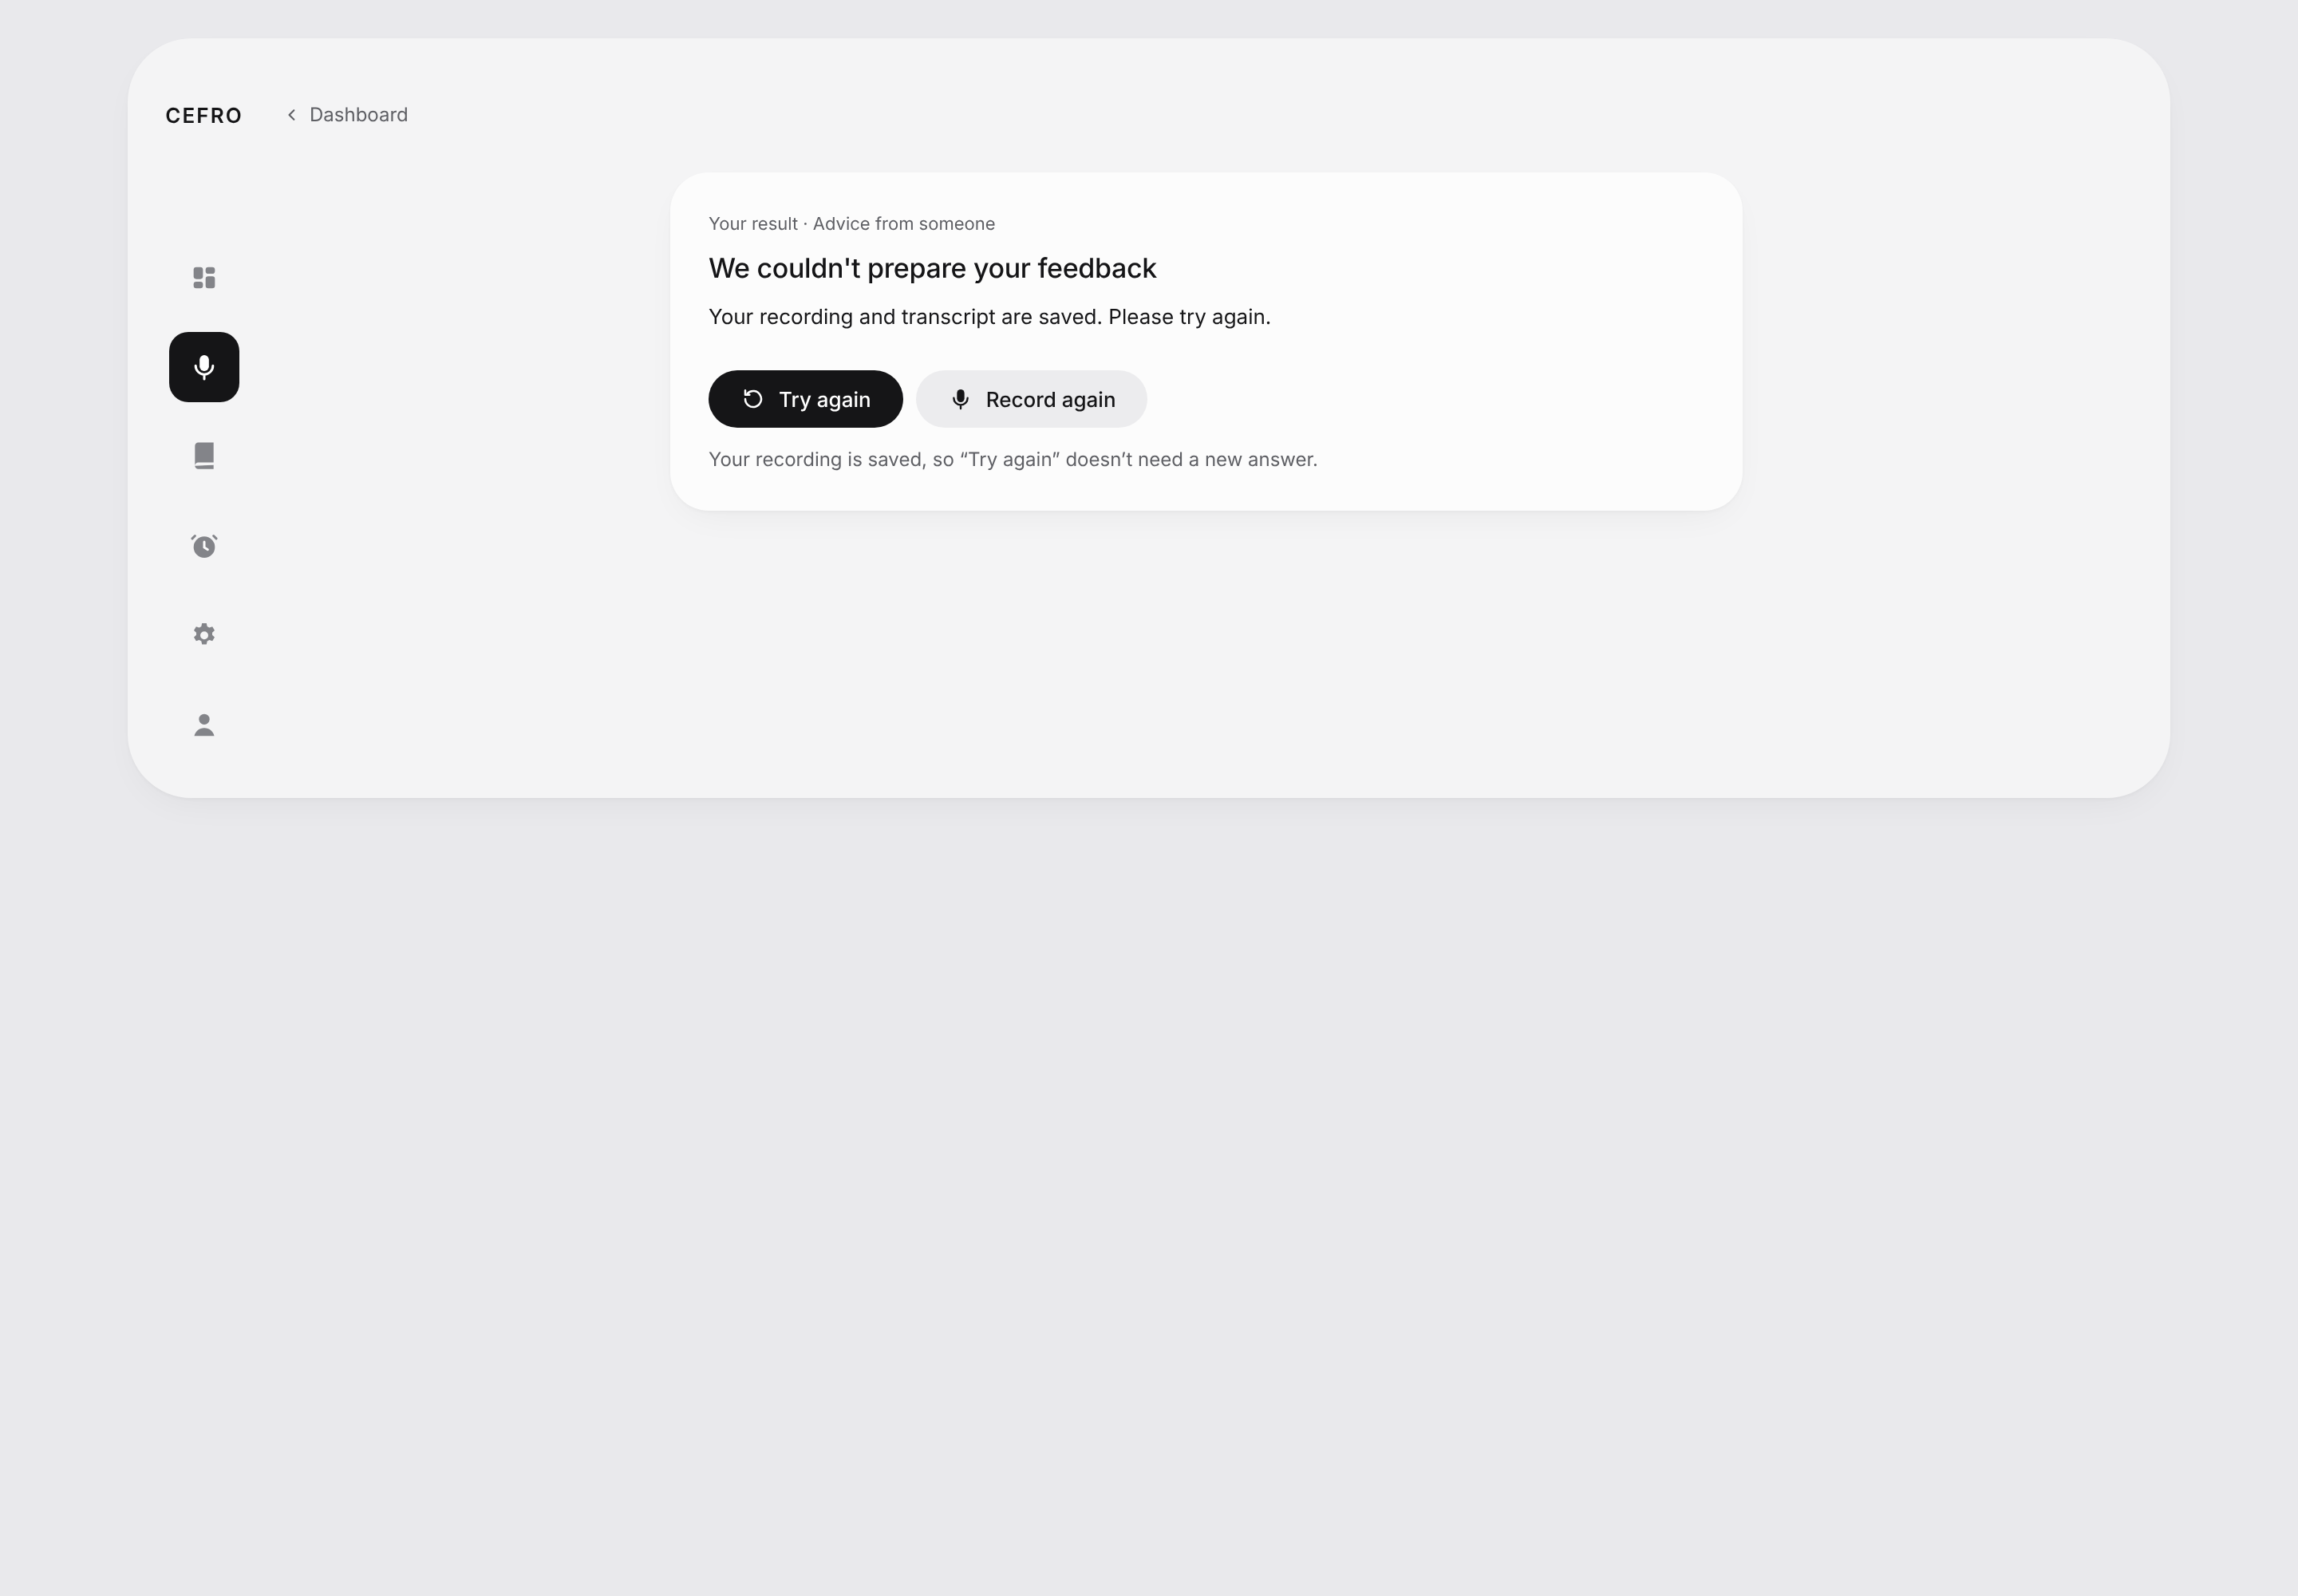 CEFRO
Dashboard
Your result · Advice from someone
We couldn't prepare your feedback
Your recording and transcript are saved. Please try again.
Try again
Record again
Your recording is saved, so “Try again” doesn’t need a new answer.